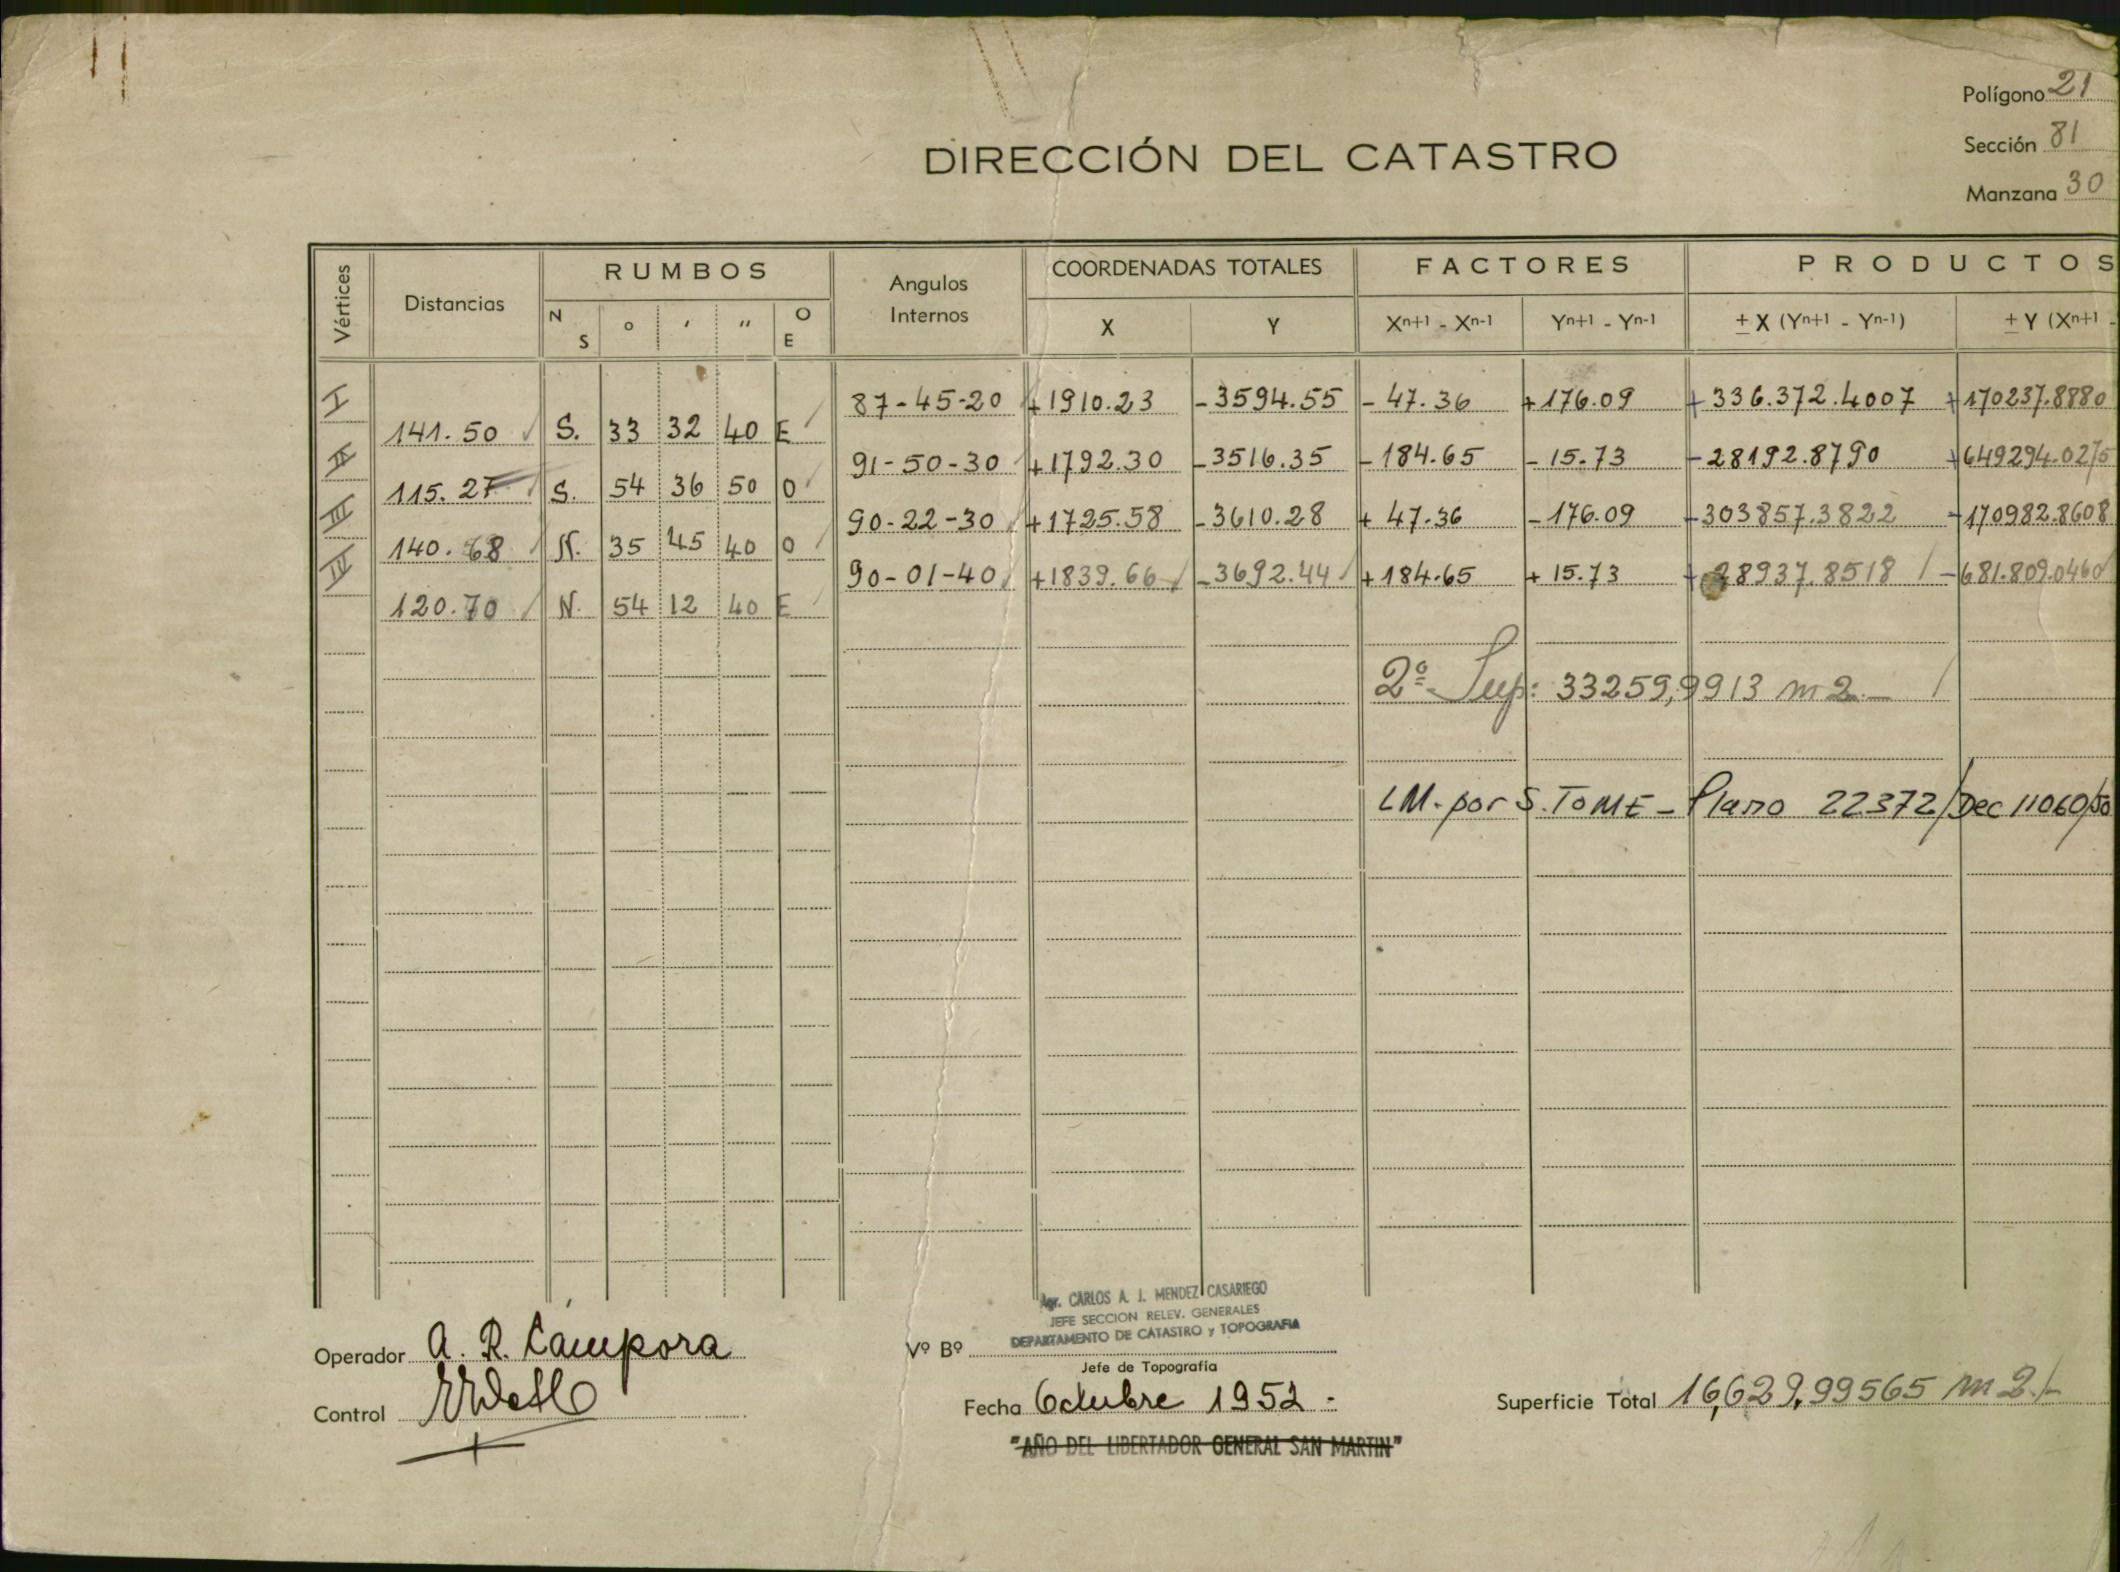 Polígono 21
DIRECCIÓN DEL CATASTRO
Sección 81
Manzana 30
Vértices Distancias RUMBOS Angulos Internos COORDENADAS TOTALES FACTORES PRODUCTOS
N S o ' '' O E X Y Xn+1 - Xn-1 Yn+1 - Yn-1 ± X (Yn+1 - Yn-1) ± Y (Xn+1 -
I 87-45-20 +1910.23 -3594.55 - 47.36 +176.09 +336.372.4007 +170237.8880
141.50 S. 33 32 40 E
II 91-50-30 +1792.30 -3516.35 -184.65 - 15.73 -28192.8790 +649294.0275
115.27 S. 54 36 50 O
III 90-22-30 +1725.58 -3610.28 + 47.36 -176.09 -303857.3822 -170982.8608
140.68 N. 35 45 40 O
IV 90-01-40 +1839.66 -3692.44 +184.65 + 15.73 +28937.8518 -681.809.0460
120.70 N. 54 12 40 E
2º Sup: 33259,9913 m2.
LM. por S. TOME - Plano 22372/Dec 11060/50
Agr. CARLOS A. J. MENDEZ CASARIEGO
JEFE SECCION RELEV. GENERALES
DEPARTAMENTO DE CATASTRO y TOPOGRAFIA
Operador A. R. Cámpora
Vº Bº
Jefe de Topografía
Control
Fecha Octubre 1952.-
Superficie Total 16,629,99565 m2./-
"AÑO DEL LIBERTADOR GENERAL SAN MARTIN"